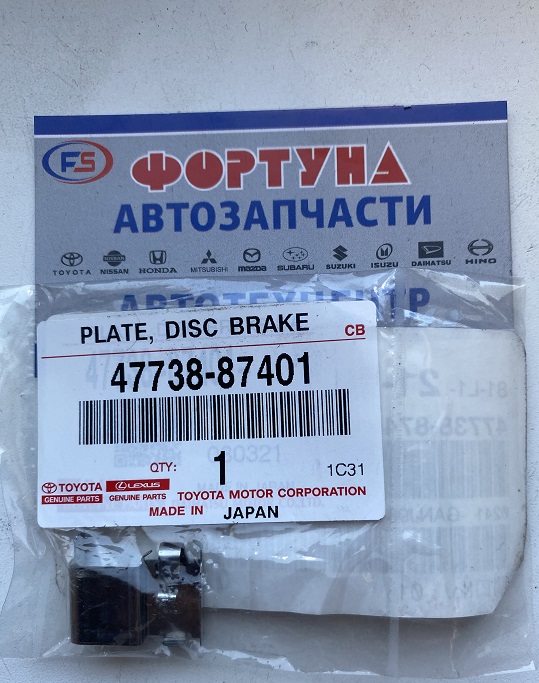 FS ФОРТУНА
АВТОЗАПЧАСТИ
TOYOTA NISSAN HONDA MITSUBISHI mazda SUBARU SUZUKI ISUZU DAIHATSU HINO
АВТОТЕХЦЕНТР
PLATE, DISC BRAKE CB
47738-87401
QTY: 1 1C31
TOYOTA LEXUS
GENUINE PARTS GENUINE PARTS TOYOTA MOTOR CORPORATION
MADE IN JAPAN